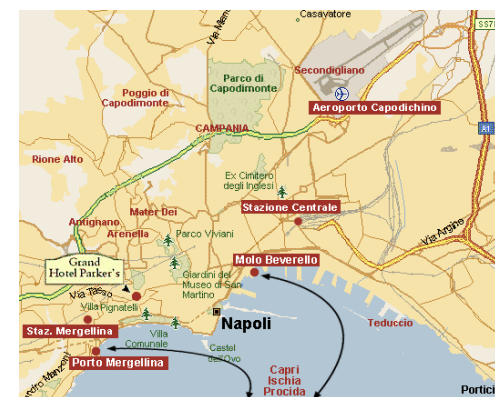 Casavatore
Via Miano
SS7
Secondigliano
Parco di
Capodimonte
Poggio di
Capodimonte
Aeroporto Capodichino
CAMPANIA
A1
Rione Alto
Ex Cimitero
degli Inglesi
Stazione Centrale
Mater Dei
Antignano
Arenella
Parco Viviani
Via Argine
Grand
Hotel Parker's
Molo Beverello
Giardini del
Museo di San
Martino
Via Tasso
Villa Pignatelli
Napoli
Teduccio
Staz. Mergellina
Villa
Comunale
Castel
dell'Ovo
Porto Mergellina
Capri
Ischia
Procida
Portici